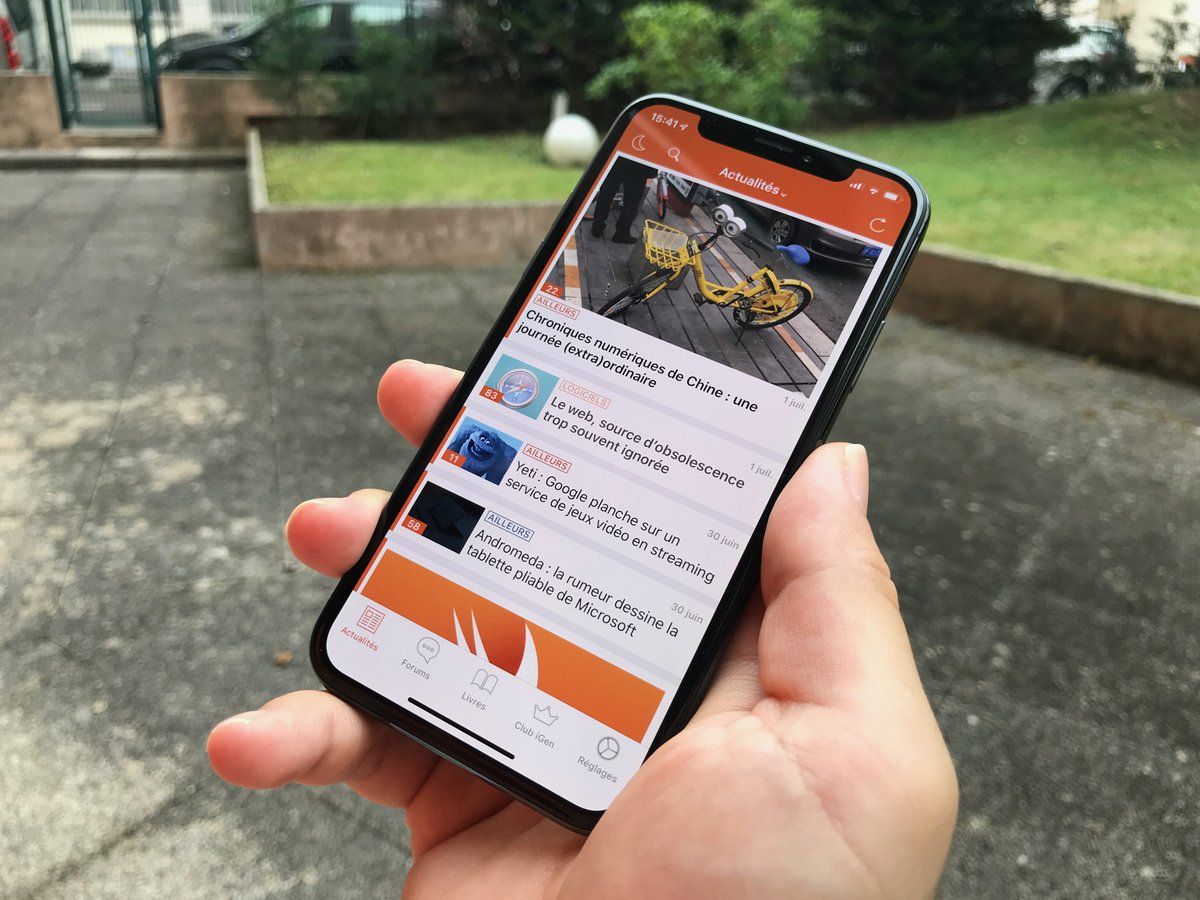 15:41
Actualités
22
AILLEURS
Chroniques numériques de Chine : une
journée (extra)ordinaire
1 juil.
83
LOGICIELS
Le web, source d'obsolescence
trop souvent ignorée
1 juil.
11
AILLEURS
Yeti : Google planche sur un
service de jeux vidéo en streaming
30 juin
58
AILLEURS
Andromeda : la rumeur dessine la
tablette pliable de Microsoft
30 juin
Actualités
Forums
Livres
Club iGen
Réglages